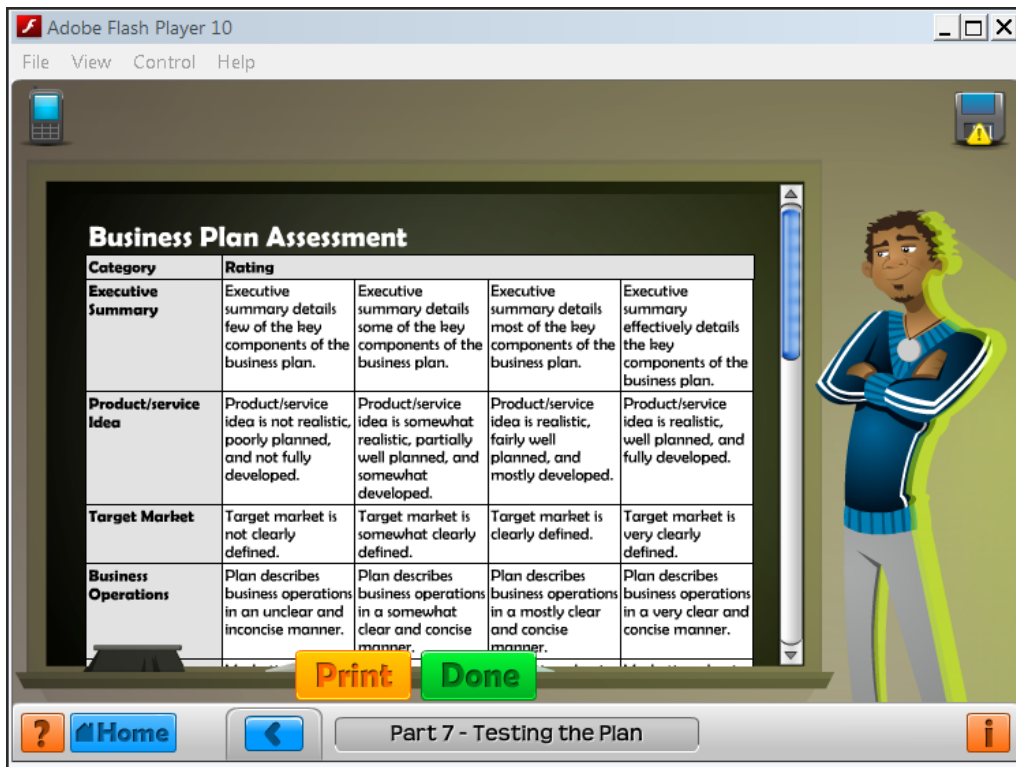 Adobe Flash Player 10
File View Control Help
Business Plan Assessment
Category Rating
Executive
Summary
Executive
summary details
few of the key
components of the
business plan.
Executive
summary details
some of the key
components of the
business plan.
Executive
summary details
most of the key
components of the
business plan.
Executive
summary
effectively details
the key
components of the
business plan.
Product/service
Idea
Product/service
idea is not realistic,
poorly planned,
and not fully
developed.
Product/service
idea is somewhat
realistic, partially
well planned, and
somewhat
developed.
Product/service
idea is realistic,
fairly well
planned, and
mostly developed.
Product/service
idea is realistic,
well planned, and
fully developed.
Target Market
Target market is
not clearly
defined.
Target market is
somewhat clearly
defined.
Target market is
clearly defined.
Target market is
very clearly
defined.
Business
Operations
Plan describes
business operations
in an unclear and
inconcise manner.
Plan describes
business operations
in a somewhat
clear and concise
manner.
Plan describes
business operations
in a mostly clear
and concise
manner.
Plan describes
business operations
in a very clear and
concise manner.
Print Done
? Home
Part 7 - Testing the Plan
i